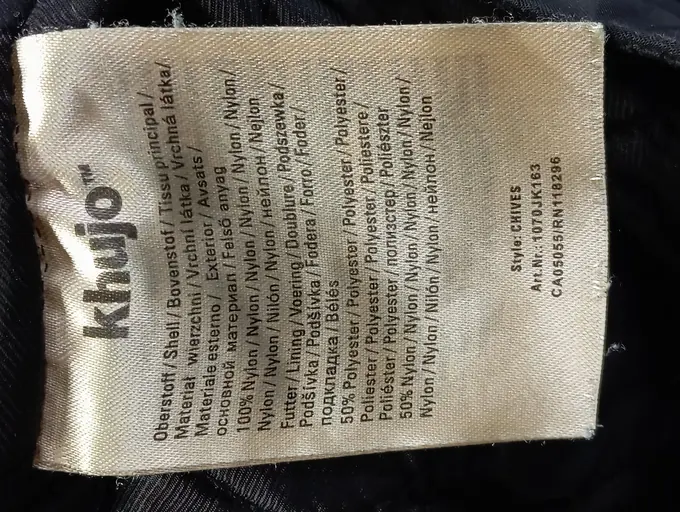 khujo™
Oberstoff / Shell / Bovenstof / Tissu principal /
Materiał wierzchni / Vrchní látka / Vrchná látka/
Materiale esterno / Exterior / Avsats /
основной материал / Felső anyag
100% Nylon / Nylon / Nylon / Nylon / Nylon /
Nylon / Nylon / Nilón / Nylon / нейлон / Nejlon
Futter / Lining / Voering / Doublure / Podszewka/
Podšívka / Podšívka / Fodera / Forro / Foder /
подкладка / Bélés
50% Polyester / Polyester / Polyester / Polyester /
Poliester / Polyester / Polyester / Poliestere /
Poliéster / Polyester / полиэстер / Poliészter
50% Nylon / Nylon / Nylon / Nylon / Nylon /
Nylon / Nylon / Nilón / Nylon / нейлон / Nejlon
Style: CHIVES
Art.Nr.: 1070JK163
CA05055/RN118296